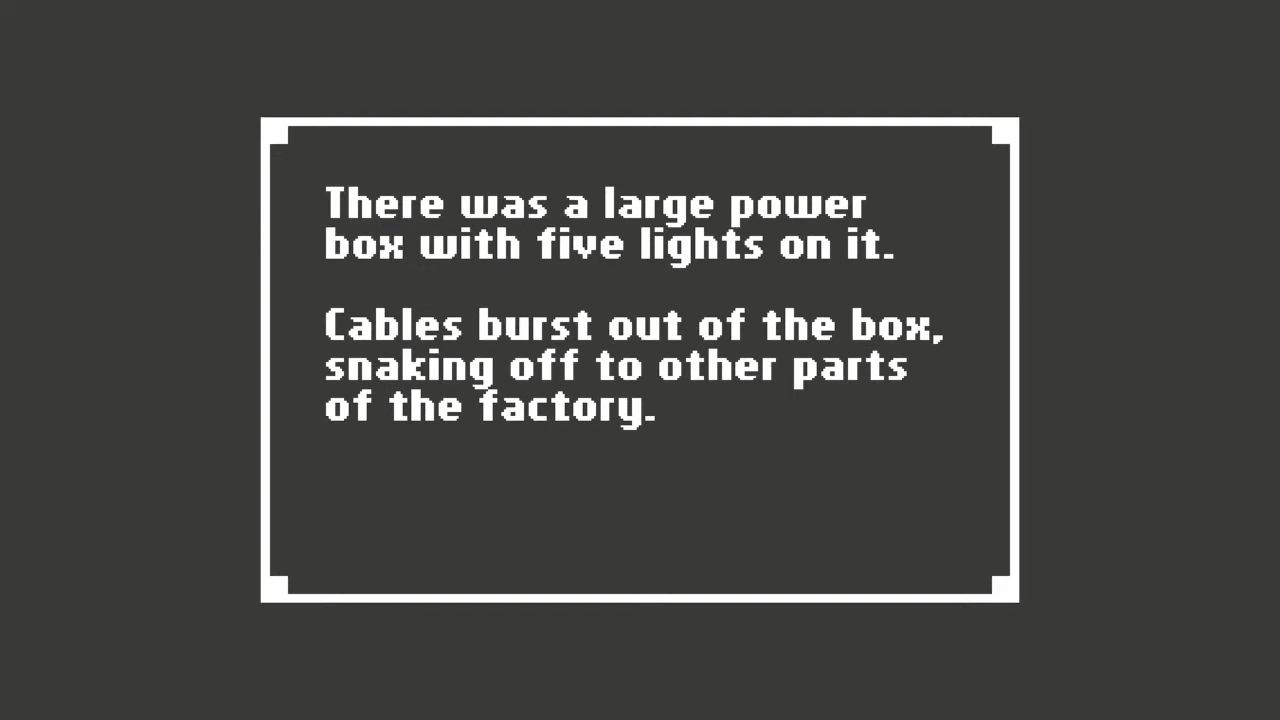 There was a large power
box with five lights on it.
Cables burst out of the box,
snaking off to other parts
of the factory.